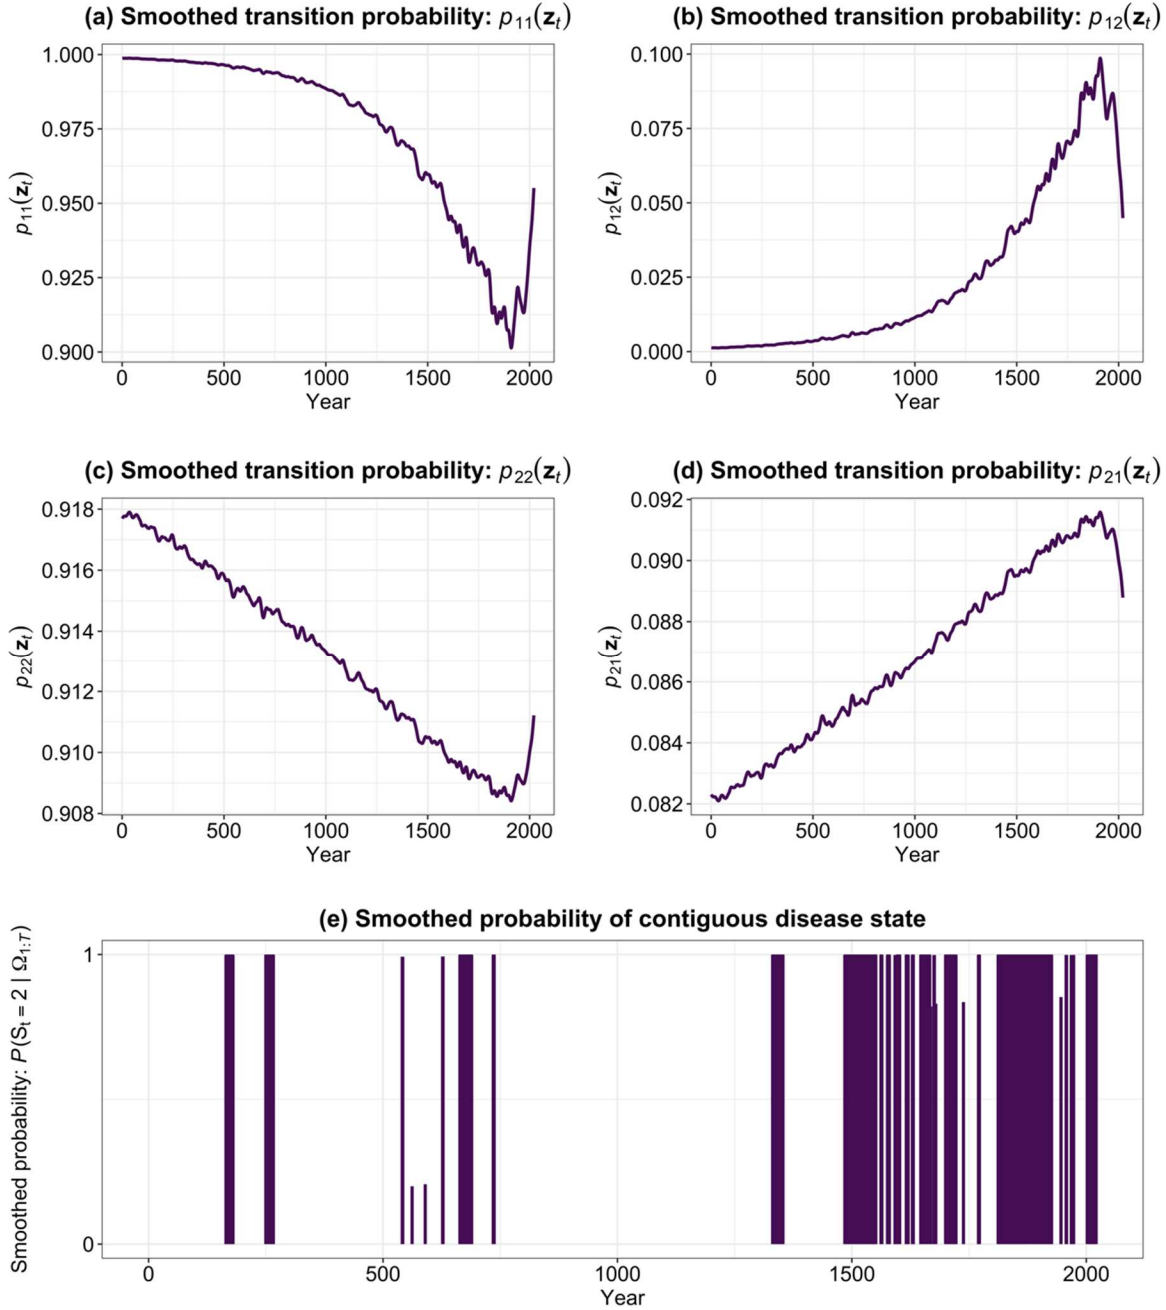 (a) Smoothed transition probability: p11(zt)
p11(zt)
1.000
0.975
0.950
0.925
0.900
0 500 1000 1500 2000
Year
(b) Smoothed transition probability: p12(zt)
p12(zt)
0.100
0.075
0.050
0.025
0.000
0 500 1000 1500 2000
Year
(c) Smoothed transition probability: p22(zt)
p22(zt)
0.918
0.916
0.914
0.912
0.910
0.908
0 500 1000 1500 2000
Year
(d) Smoothed transition probability: p21(zt)
p21(zt)
0.092
0.090
0.088
0.086
0.084
0.082
0 500 1000 1500 2000
Year
(e) Smoothed probability of contiguous disease state
Smoothed probability: P(St = 2 | Ω1:T)
1
0
0 500 1000 1500 2000
Year